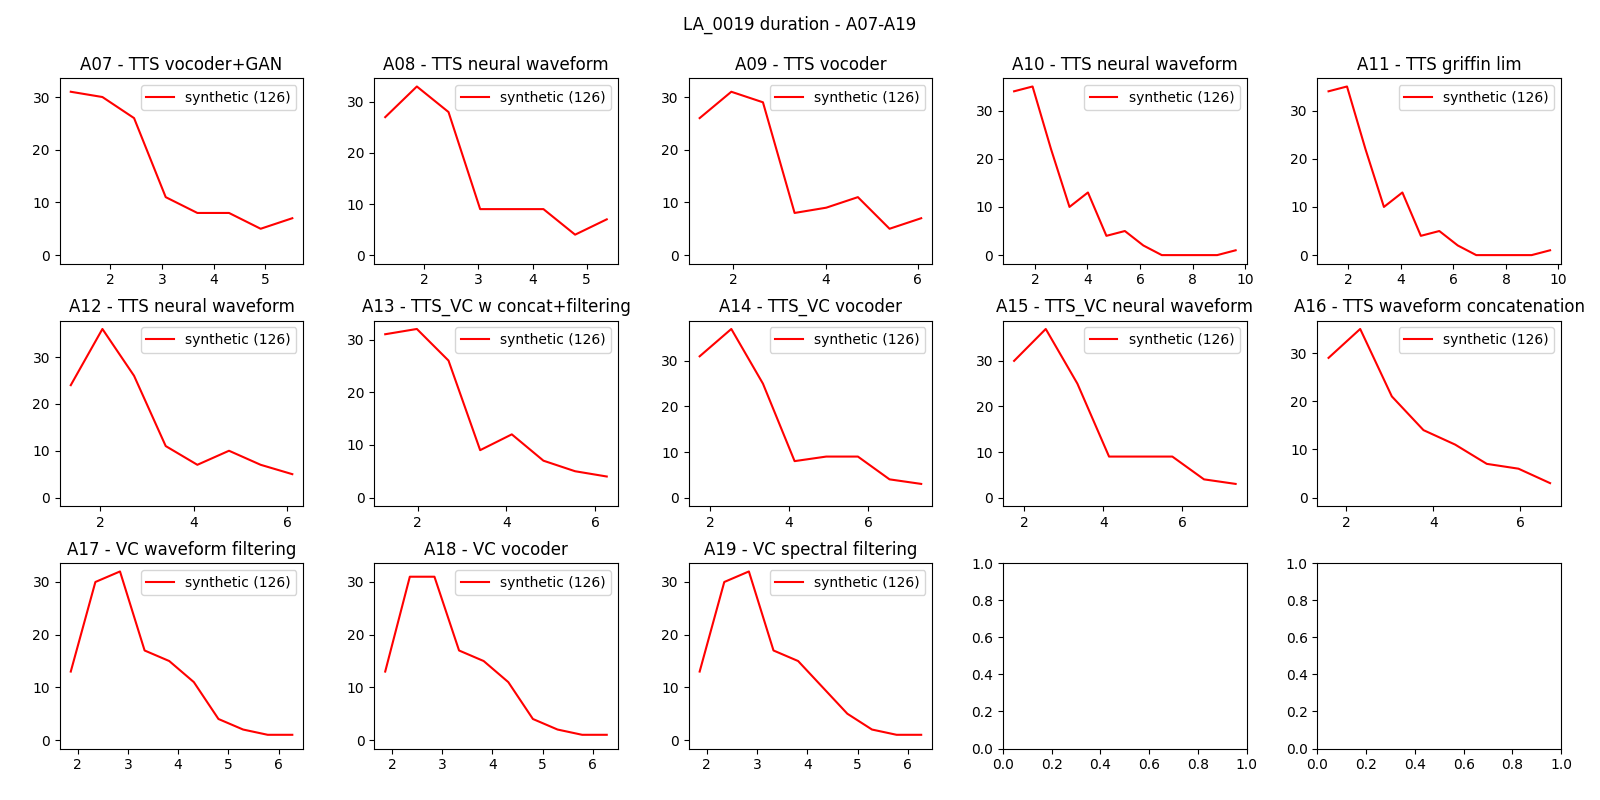 LA_0019 duration - A07-A19
A07 - TTS vocoder+GAN
synthetic (126)
30
20
10
0
2 3 4 5
A08 - TTS neural waveform
synthetic (126)
30
20
10
0
2 3 4 5
A09 - TTS vocoder
synthetic (126)
30
20
10
0
2 4 6
A10 - TTS neural waveform
synthetic (126)
30
20
10
0
2 4 6 8 10
A11 - TTS griffin lim
synthetic (126)
30
20
10
0
2 4 6 8 10
A12 - TTS neural waveform
synthetic (126)
30
20
10
0
2 4 6
A13 - TTS_VC w concat+filtering
synthetic (126)
30
20
10
0
2 4 6
A14 - TTS_VC vocoder
synthetic (126)
30
20
10
0
2 4 6
A15 - TTS_VC neural waveform
synthetic (126)
30
20
10
0
2 4 6
A16 - TTS waveform concatenation
synthetic (126)
30
20
10
0
2 4 6
A17 - VC waveform filtering
synthetic (126)
30
20
10
0
2 3 4 5 6
A18 - VC vocoder
synthetic (126)
30
20
10
0
2 3 4 5 6
A19 - VC spectral filtering
synthetic (126)
30
20
10
0
2 3 4 5 6
1.0
0.8
0.6
0.4
0.2
0.0
0.0 0.2 0.4 0.6 0.8 1.0
1.0
0.8
0.6
0.4
0.2
0.0
0.0 0.2 0.4 0.6 0.8 1.0